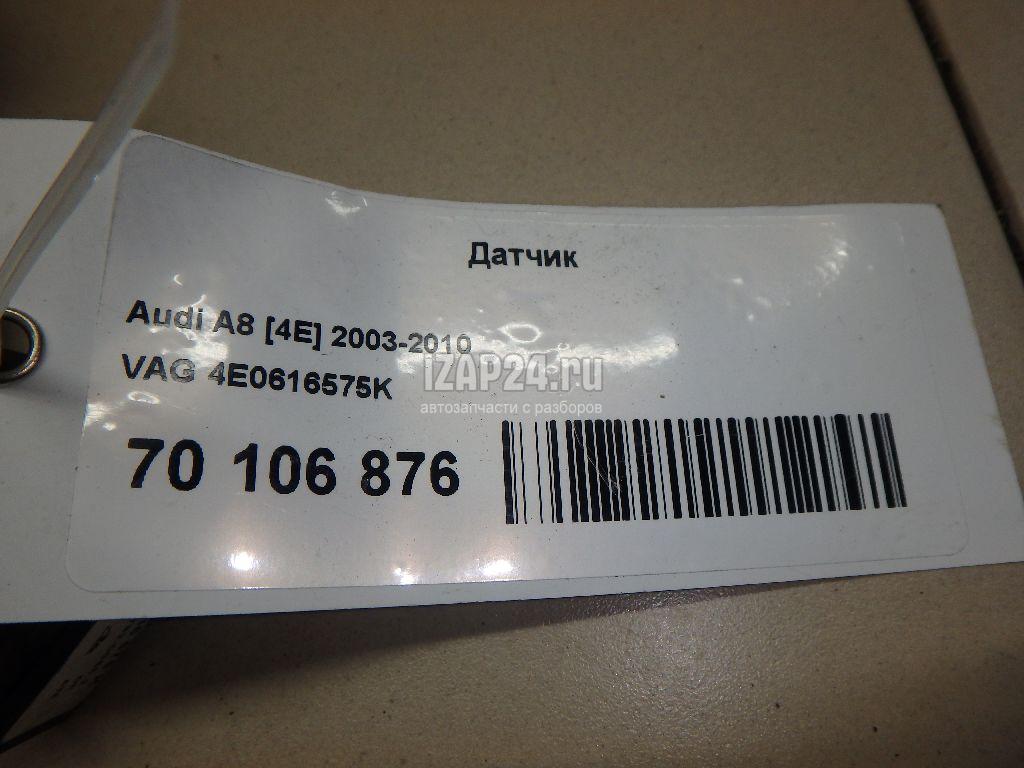 Датчик
Audi A8 [4E] 2003-2010
VAG 4E0616575K
IZAP24.ru
автозапчасти с разборов
70 106 876